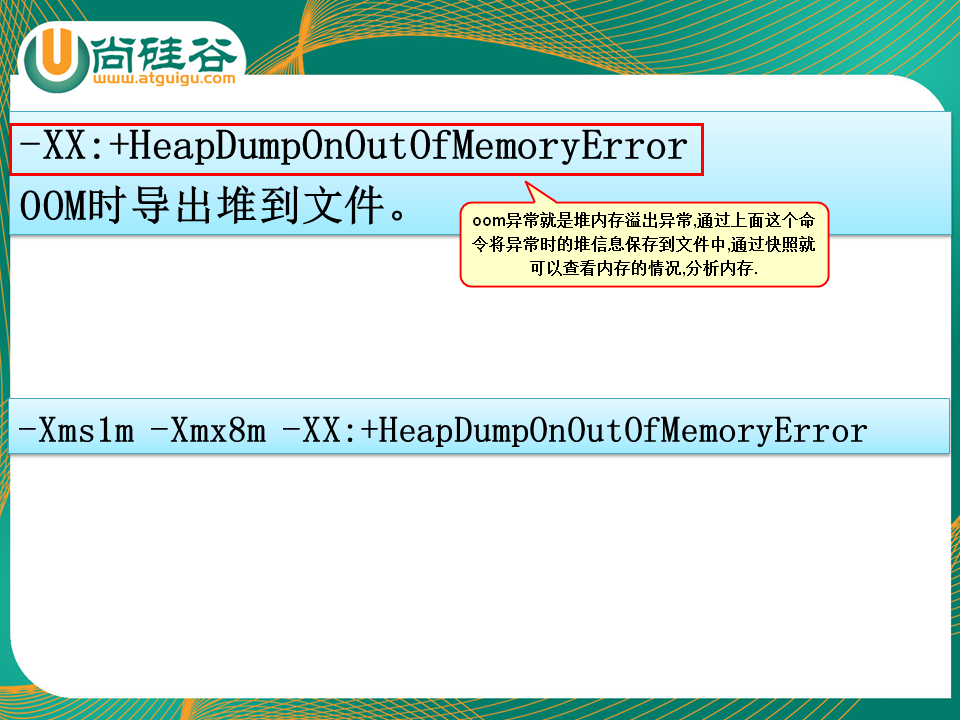 尚硅谷
www.atguigu.com
-XX:+HeapDumpOnOutOfMemoryError
OOM时导出堆到文件。
oom异常就是堆内存溢出异常,通过上面这个命
令将异常时的堆信息保存到文件中,通过快照就
可以查看内存的情况,分析内存.
-Xms1m -Xmx8m -XX:+HeapDumpOnOutOfMemoryError